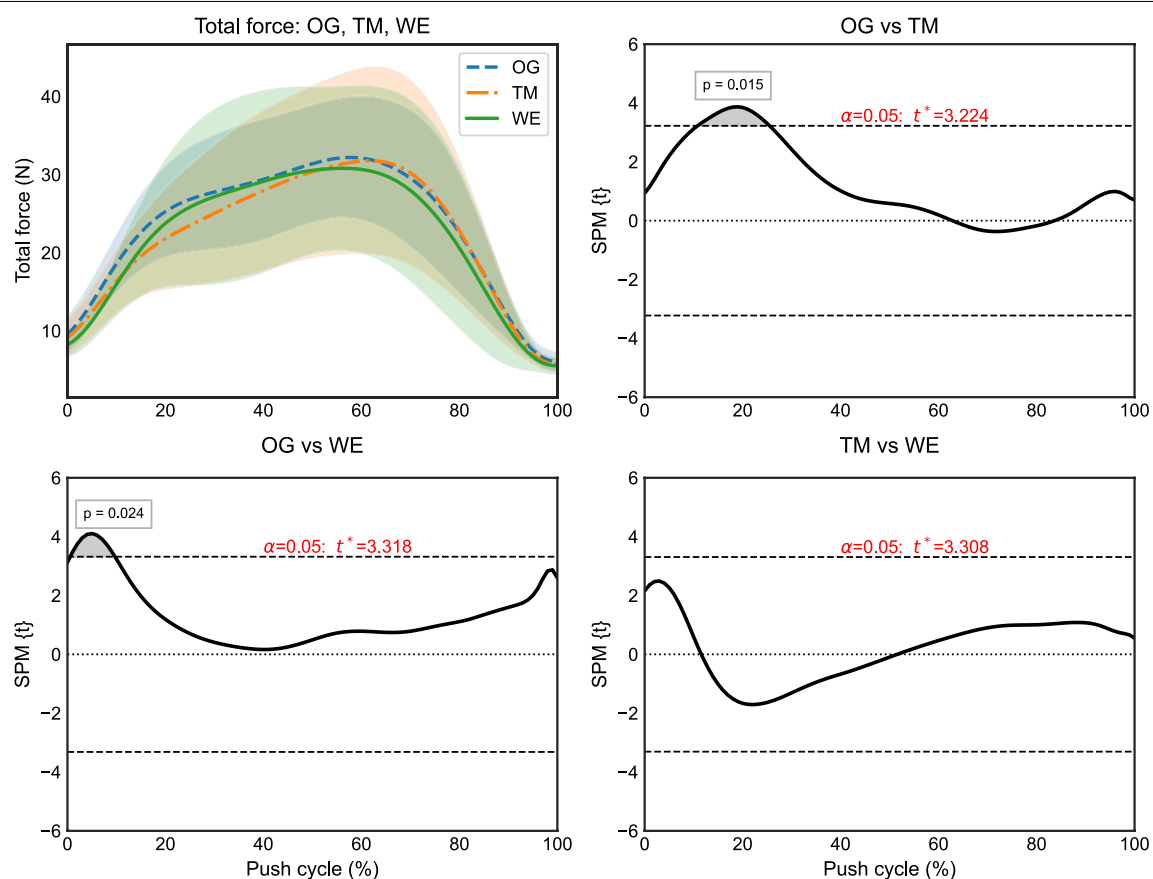 Total force: OG, TM, WE
OG vs TM
Total force (N)
40
30
20
10
0
20
40
60
80
100
OG
TM
WE
SPM {t}
6
4
2
0
−2
−4
−6
0
20
40
60
80
100
p = 0.015
α=0.05: t*=3.224
OG vs WE
TM vs WE
SPM {t}
6
4
2
0
−2
−4
−6
0
20
40
60
80
100
Push cycle (%)
p = 0.024
α=0.05: t*=3.318
SPM {t}
6
4
2
0
−2
−4
−6
0
20
40
60
80
100
Push cycle (%)
α=0.05: t*=3.308